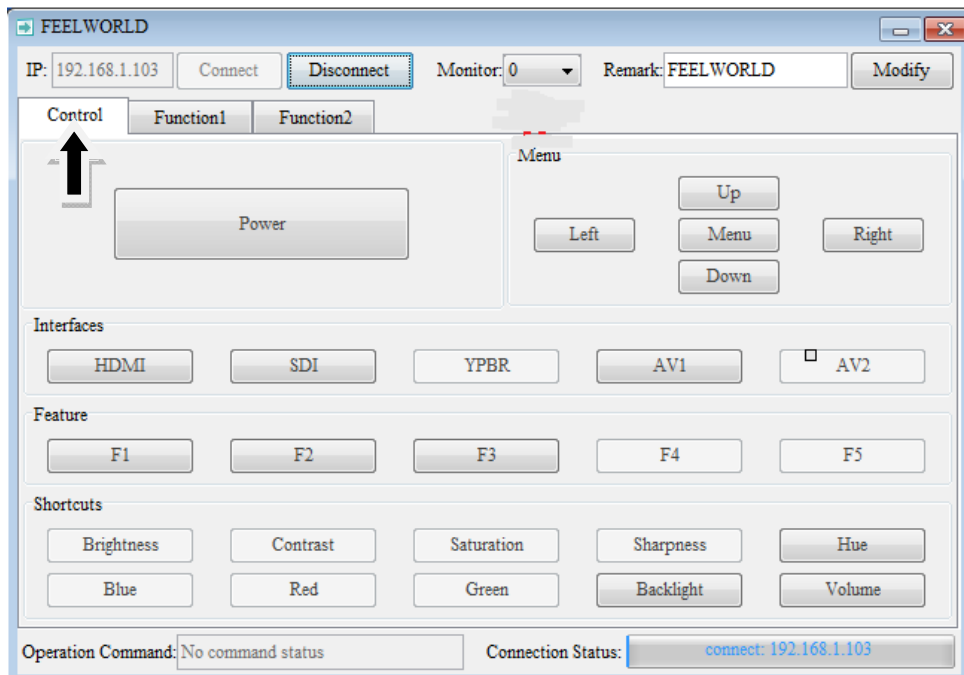 FEELWORLD
IP: 192.168.1.103 Connect Disconnect Monitor: 0 Remark: FEELWORLD Modify
Control Function1 Function2
Menu
Up
Power
Left Menu Right
Down
Interfaces
HDMI SDI YPBR AV1 AV2
Feature
F1 F2 F3 F4 F5
Shortcuts
Brightness Contrast Saturation Sharpness Hue
Blue Red Green Backlight Volume
Operation Command: No command status Connection Status: connect: 192.168.1.103